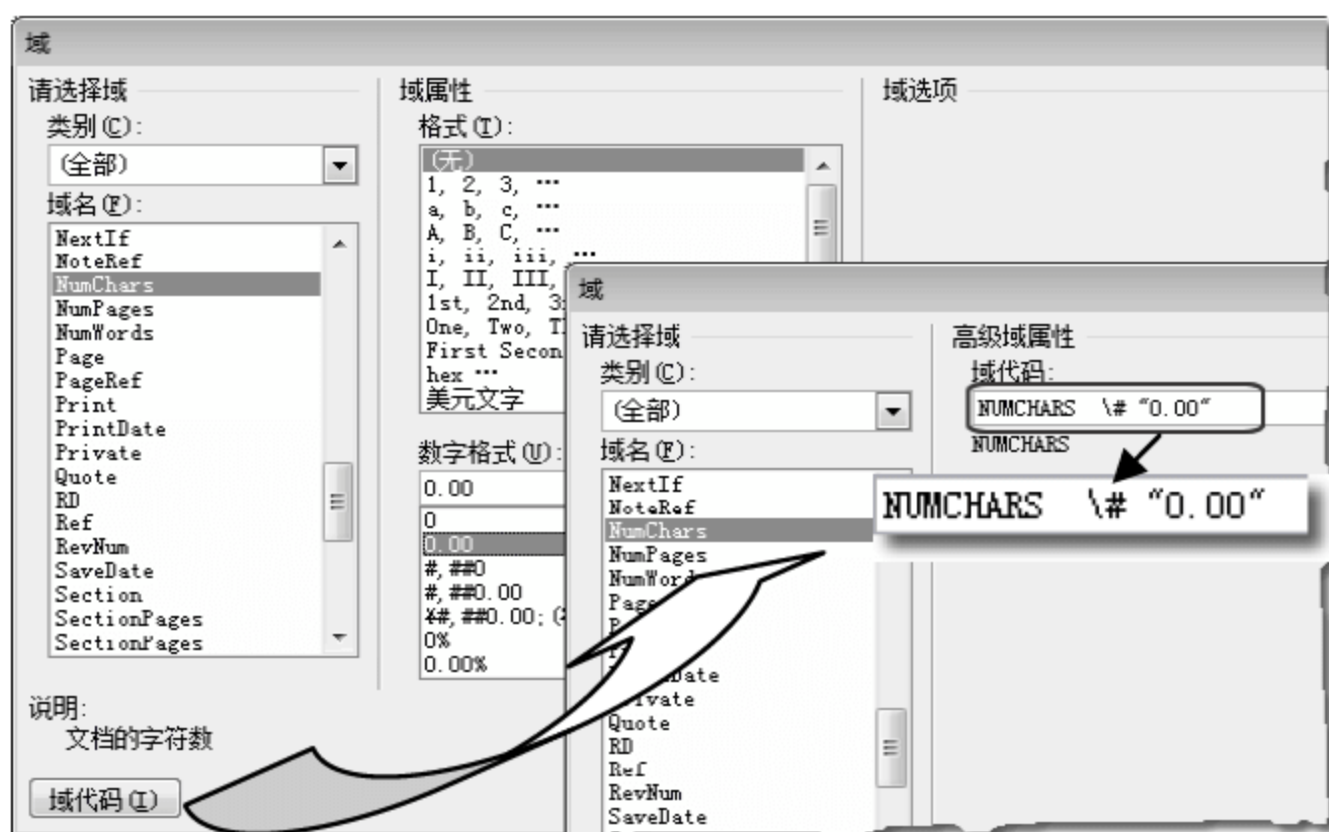 域
请选择域
类别(C):
(全部)
域名(F):
NextIf
NoteRef
NumChars
NumPages
NumWords
Page
PageRef
Print
PrintDate
Private
Quote
RD
Ref
RevNum
SaveDate
Section
SectionPages
SectionPages
说明:
文档的字符数
域代码(I)
域属性
格式(T):
(无)
1, 2, 3, …
a, b, c, …
A, B, C, …
i, ii, iii, …
I, II, III,
1st, 2nd,
One, Two,
First Secon
hex …
美元文字
数字格式(U):
0.00
0
0.00
#,##0
#,##0.00
¥#,##0.00;(
0%
0.00%
域选项
域
请选择域
类别(C):
(全部)
域名(F):
NextIf
NoteRef
NumChars
NumPages
NumWor
Page
Date
vate
Quote
RD
Ref
RevNum
SaveDate
高级域属性
域代码:
NUMCHARS \# "0.00"
NUMCHARS
NUMCHARS \# "0.00"